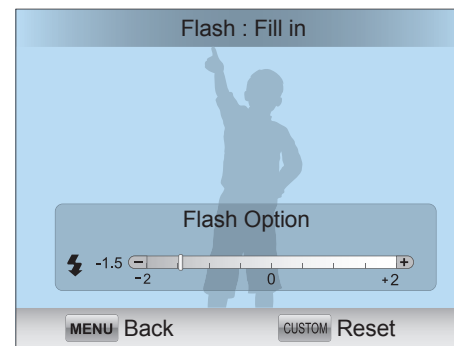 Flash : Fill in
Flash Option
-1.5 − +
-2 0 +2
MENU Back CUSTOM Reset